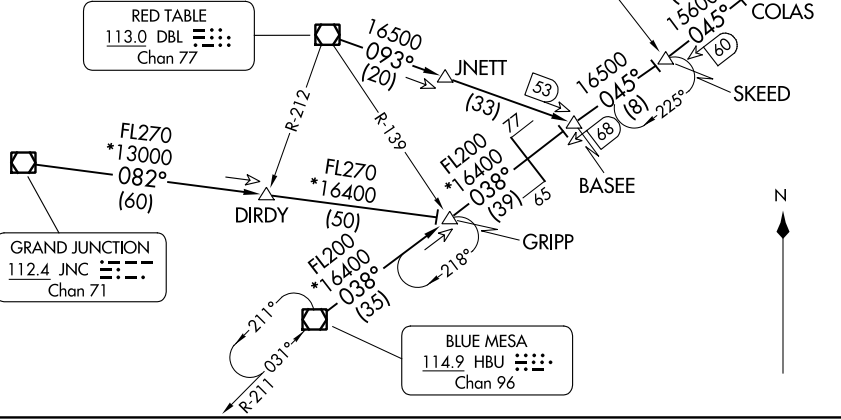 RED TABLE
113.0 DBL
Chan 77
16500
093°
(20)
JNETT
(33)
53
16500
045°
(8)
15600
045°
COLAS
60
SKEED
225°
68
BASEE
77
65
R-212
R-139
FL270
*13000
082°
(60)
DIRDY
FL270
*16400
(50)
FL200
*16400
038°
(39)
GRIPP
218°
N
GRAND JUNCTION
112.4 JNC
Chan 71
FL200
*16400
038°
(35)
211°
031°
R-211
BLUE MESA
114.9 HBU
Chan 96